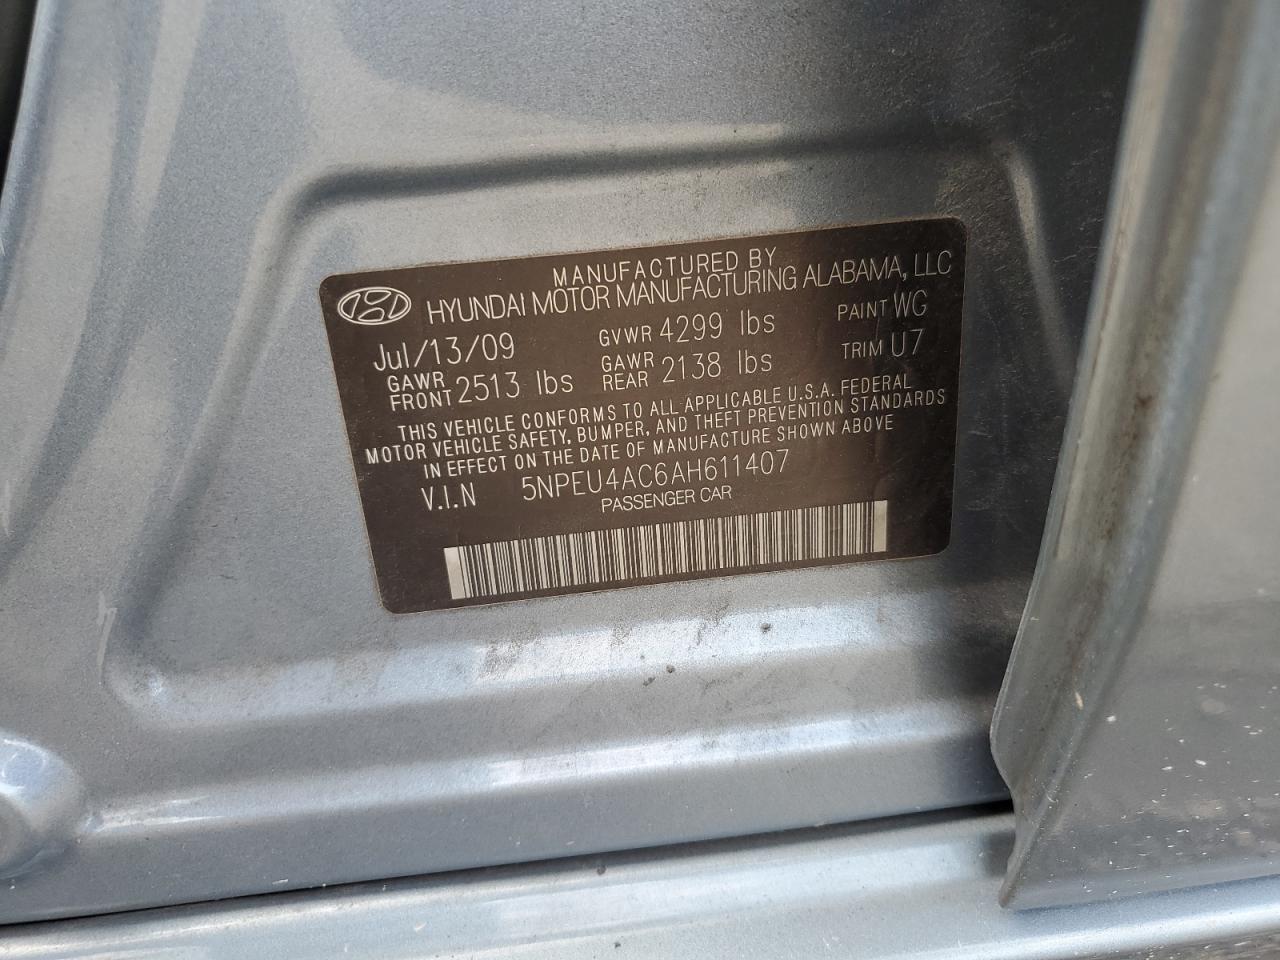 MANUFACTURED BY
HYUNDAI MOTOR MANUFACTURING ALABAMA, LLC
Jul/13/09 GVWR 4299 lbs PAINT WG
GAWR FRONT 2513 lbs GAWR REAR 2138 lbs TRIM U7
THIS VEHICLE CONFORMS TO ALL APPLICABLE U.S.A. FEDERAL
MOTOR VEHICLE SAFETY, BUMPER, AND THEFT PREVENTION STANDARDS
IN EFFECT ON THE DATE OF MANUFACTURE SHOWN ABOVE
V.I.N 5NPEU4AC6AH611407
PASSENGER CAR